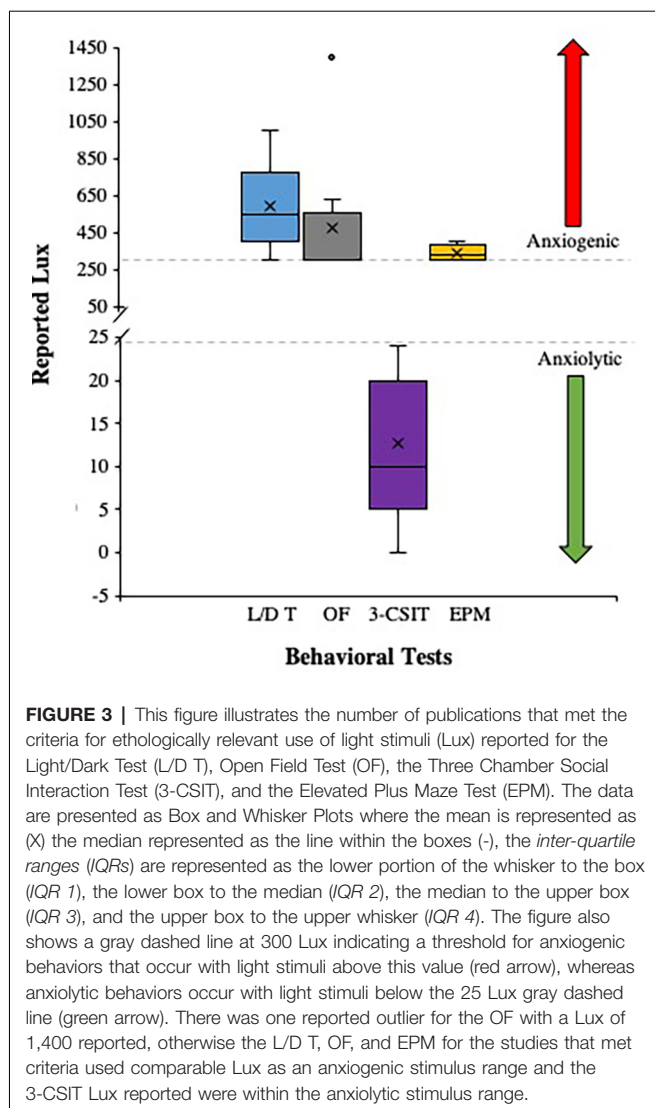 1450
1250
1050
850
650
450
250
50
25
20
15
10
5
0
-5
Reported Lux
Anxiogenic
Anxiolytic
L/D T OF 3-CSIT EPM
Behavioral Tests
FIGURE 3 | This figure illustrates the number of publications that met the
criteria for ethologically relevant use of light stimuli (Lux) reported for the
Light/Dark Test (L/D T), Open Field Test (OF), the Three Chamber Social
Interaction Test (3-CSIT), and the Elevated Plus Maze Test (EPM). The data
are presented as Box and Whisker Plots where the mean is represented as
(X) the median represented as the line within the boxes (-), the inter-quartile
ranges (IQRs) are represented as the lower portion of the whisker to the box
(IQR 1), the lower box to the median (IQR 2), the median to the upper box
(IQR 3), and the upper box to the upper whisker (IQR 4). The figure also
shows a gray dashed line at 300 Lux indicating a threshold for anxiogenic
behaviors that occur with light stimuli above this value (red arrow), whereas
anxiolytic behaviors occur with light stimuli below the 25 Lux gray dashed
line (green arrow). There was one reported outlier for the OF with a Lux of
1,400 reported, otherwise the L/D T, OF, and EPM for the studies that met
criteria used comparable Lux as an anxiogenic stimulus range and the
3-CSIT Lux reported were within the anxiolytic stimulus range.